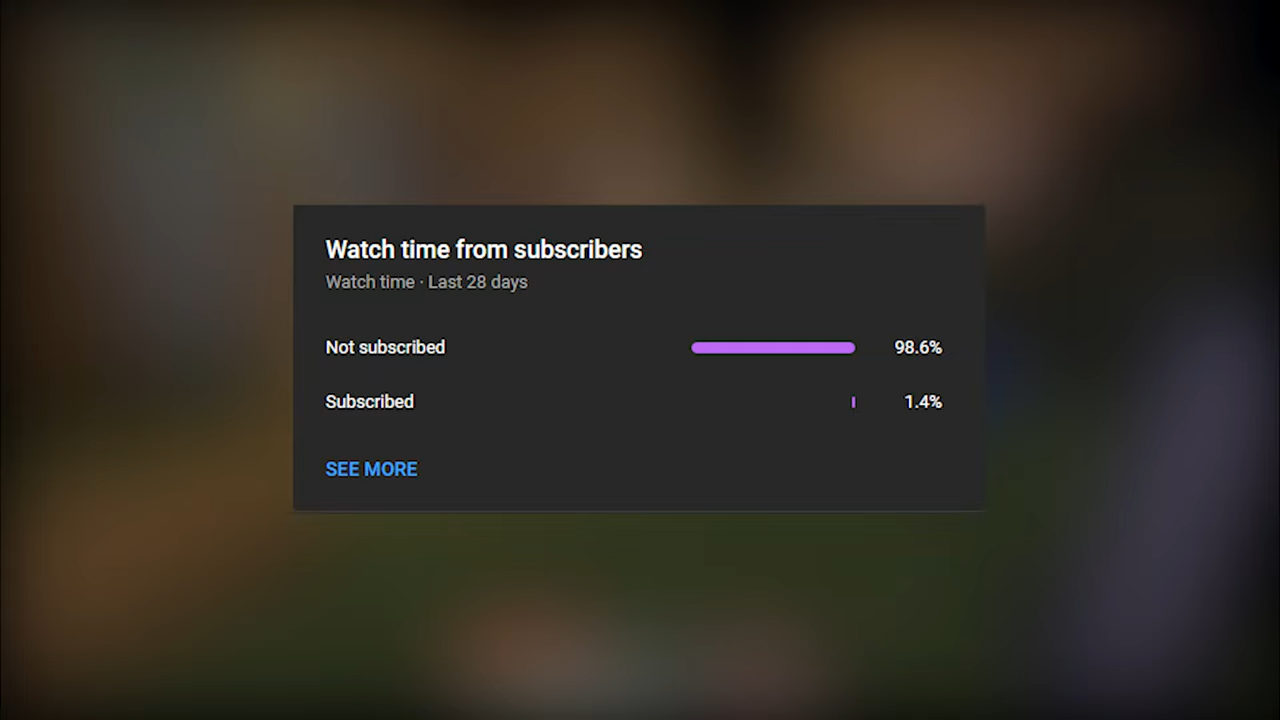 Watch time from subscribers
Watch time · Last 28 days
Not subscribed 98.6%
Subscribed 1.4%
SEE MORE